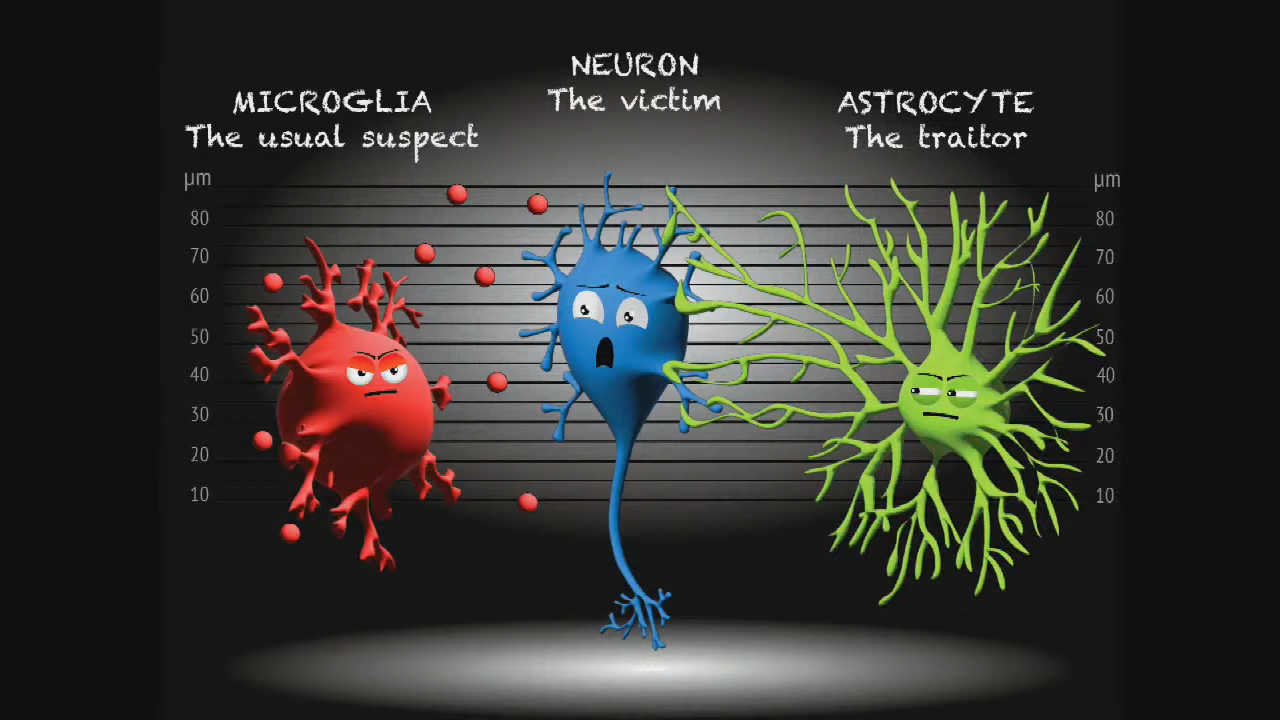 NEURON
The victim
MICROGLIA
The usual suspect
ASTROCYTE
The traitor
µm
80
70
60
50
40
30
20
10
µm
80
70
60
50
40
30
20
10